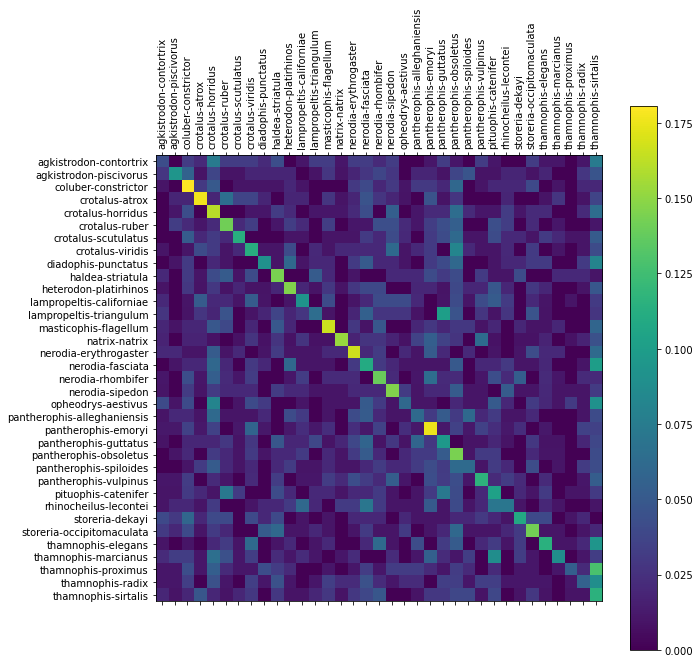 agkistrodon-contortrix
agkistrodon-piscivorus
coluber-constrictor
crotalus-atrox
crotalus-horridus
crotalus-ruber
crotalus-scutulatus
crotalus-viridis
diadophis-punctatus
haldea-striatula
heterodon-platirhinos
lampropeltis-californiae
lampropeltis-triangulum
masticophis-flagellum
natrix-natrix
nerodia-erythrogaster
nerodia-fasciata
nerodia-rhombifer
nerodia-sipedon
opheodrys-aestivus
pantherophis-alleghaniensis
pantherophis-emoryi
pantherophis-guttatus
pantherophis-obsoletus
pantherophis-spiloides
pantherophis-vulpinus
pituophis-catenifer
rhinocheilus-lecontei
storeria-dekayi
storeria-occipitomaculata
thamnophis-elegans
thamnophis-marcianus
thamnophis-proximus
thamnophis-radix
thamnophis-sirtalis
agkistrodon-contortrix
agkistrodon-piscivorus
coluber-constrictor
crotalus-atrox
crotalus-horridus
crotalus-ruber
crotalus-scutulatus
crotalus-viridis
diadophis-punctatus
haldea-striatula
heterodon-platirhinos
lampropeltis-californiae
lampropeltis-triangulum
masticophis-flagellum
natrix-natrix
nerodia-erythrogaster
nerodia-fasciata
nerodia-rhombifer
nerodia-sipedon
opheodrys-aestivus
pantherophis-alleghaniensis
pantherophis-emoryi
pantherophis-guttatus
pantherophis-obsoletus
pantherophis-spiloides
pantherophis-vulpinus
pituophis-catenifer
rhinocheilus-lecontei
storeria-dekayi
storeria-occipitomaculata
thamnophis-elegans
thamnophis-marcianus
thamnophis-proximus
thamnophis-radix
thamnophis-sirtalis
0.175
0.150
0.125
0.100
0.075
0.050
0.025
0.000